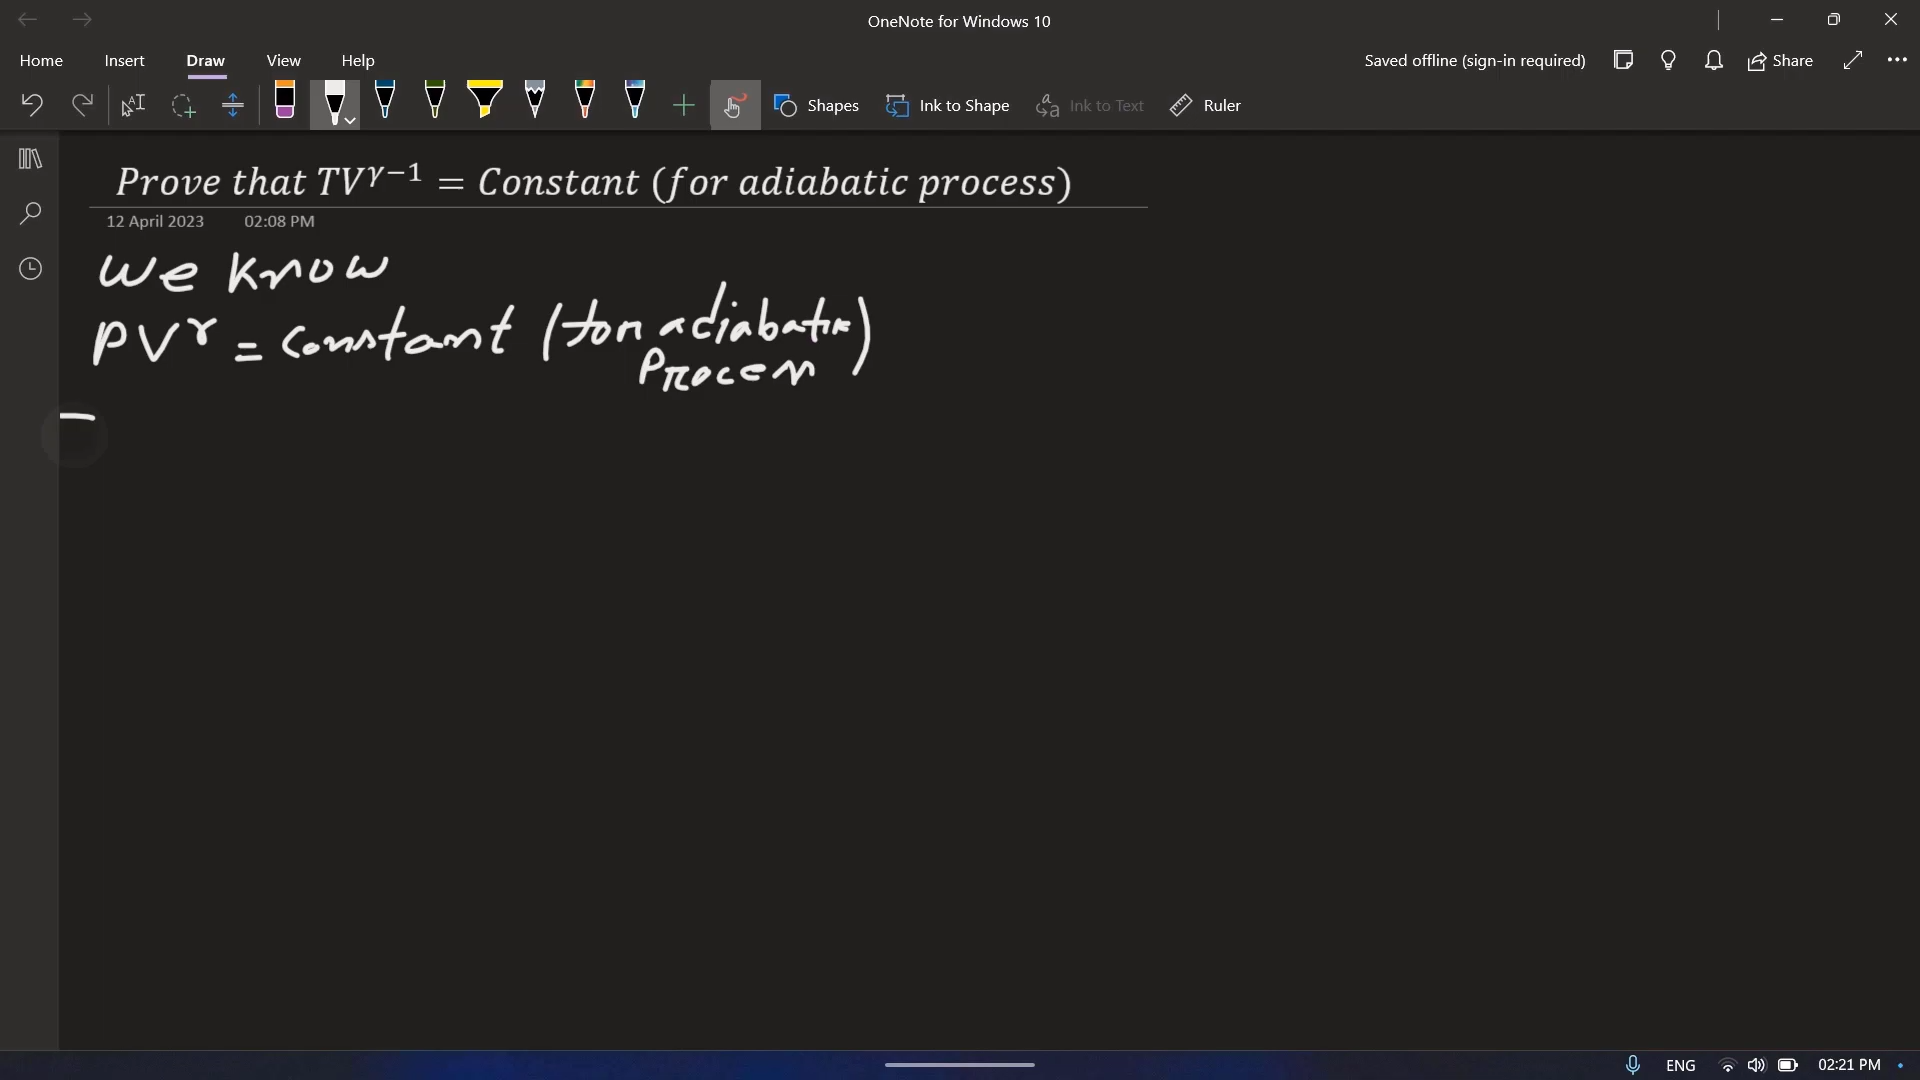 OneNote for Windows 10
Home Insert Draw View Help Saved offline (sign-in required) Share
Shapes Ink to Shape Ink to Text Ruler
Prove that TV^γ−1 = Constant (for adiabatic process)
12 April 2023 02:08 PM
We know
PV^γ = Constant (for adiabatic
Process)
ENG 02:21 PM